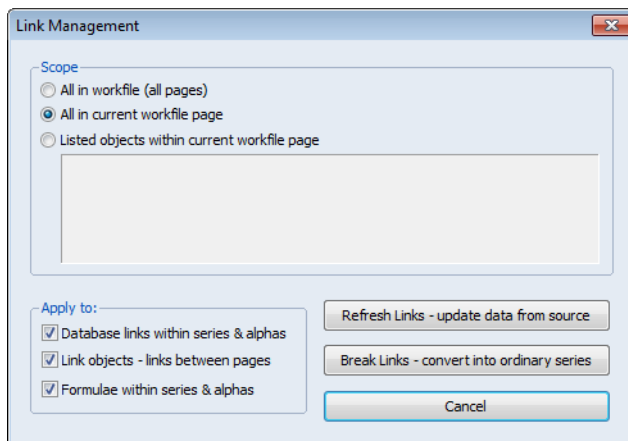 Link Management
Scope
All in workfile (all pages)
All in current workfile page
Listed objects within current workfile page
Apply to:
Database links within series & alphas
Link objects - links between pages
Formulae within series & alphas
Refresh Links - update data from source
Break Links - convert into ordinary series
Cancel